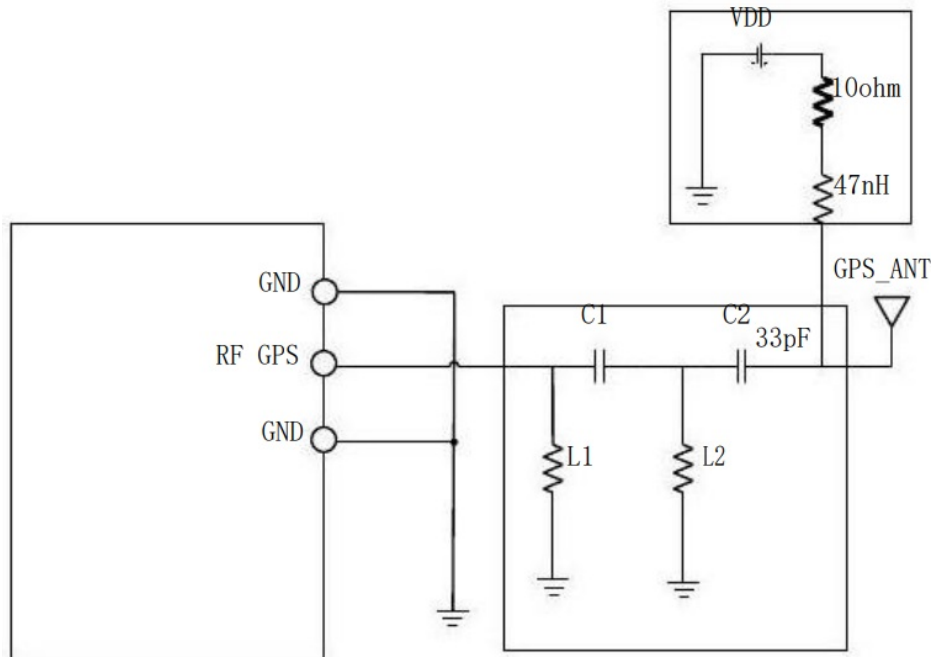 VDD
10ohm
47nH
GPS_ANT
GND
C1
C2
33pF
RF GPS
GND
L1
L2